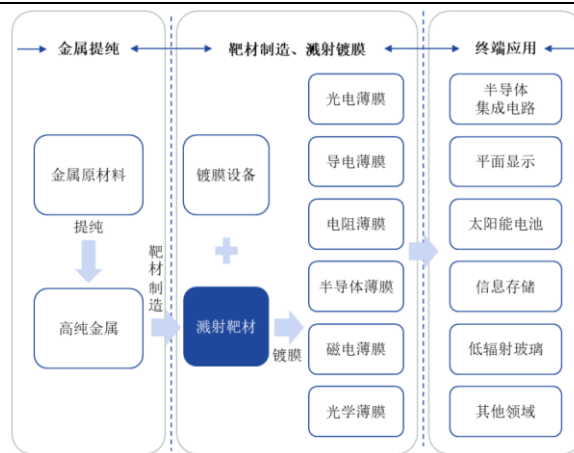 金属提纯
靶材制造、溅射镀膜
终端应用
金属原材料
提纯
高纯金属
靶材制造
镀膜设备
溅射靶材
镀膜
光电薄膜
导电薄膜
电阻薄膜
半导体薄膜
磁电薄膜
光学薄膜
半导体
集成电路
平面显示
太阳能电池
信息存储
低辐射玻璃
其他领域